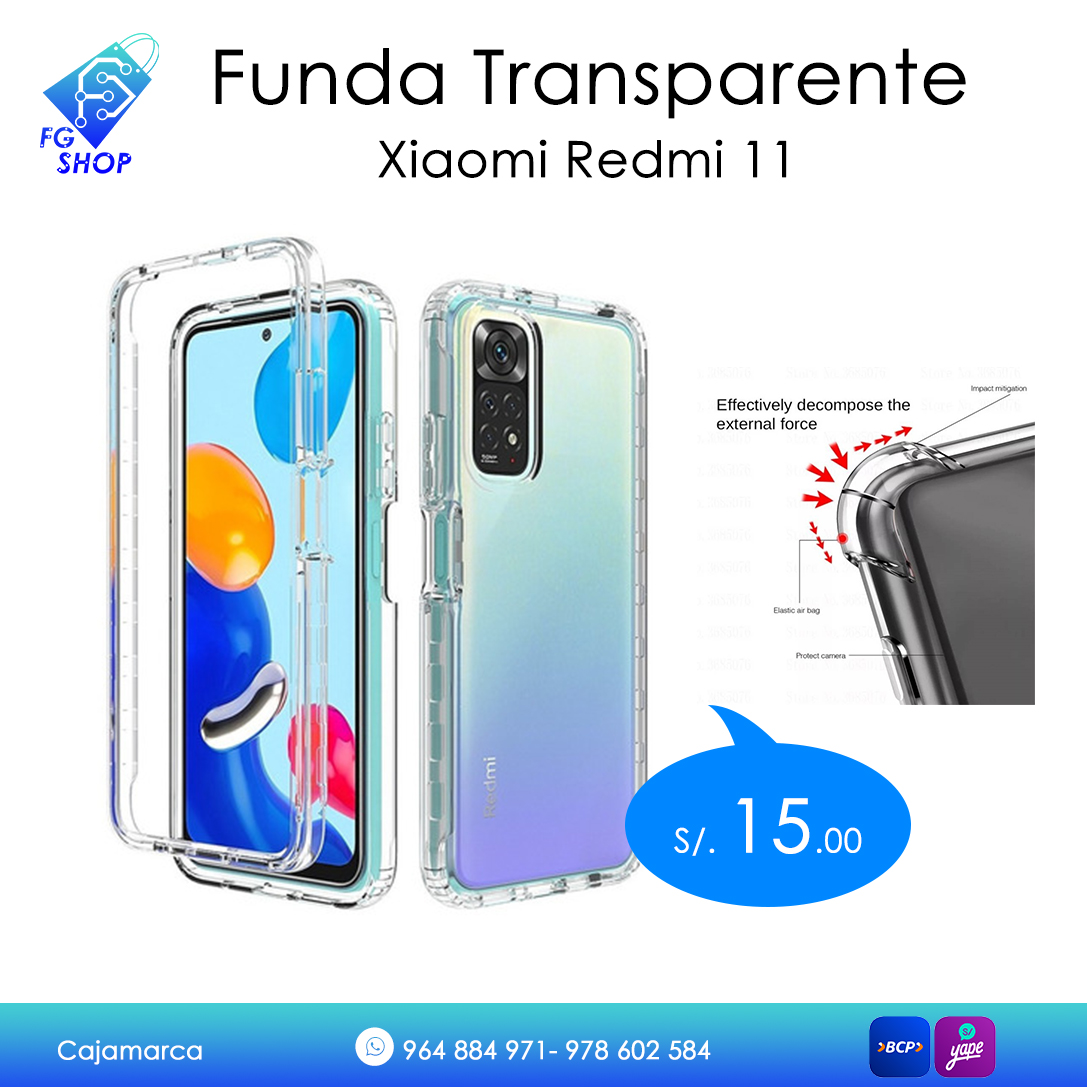 FG
SHOP
Funda Transparente
Xiaomi Redmi 11
Impact mitigation
Effectively decompose the
external force
Elastic air bag
Protect camera
Redmi
S/. 15.00
Cajamarca
964 884 971- 978 602 584
BCP
S/
yape